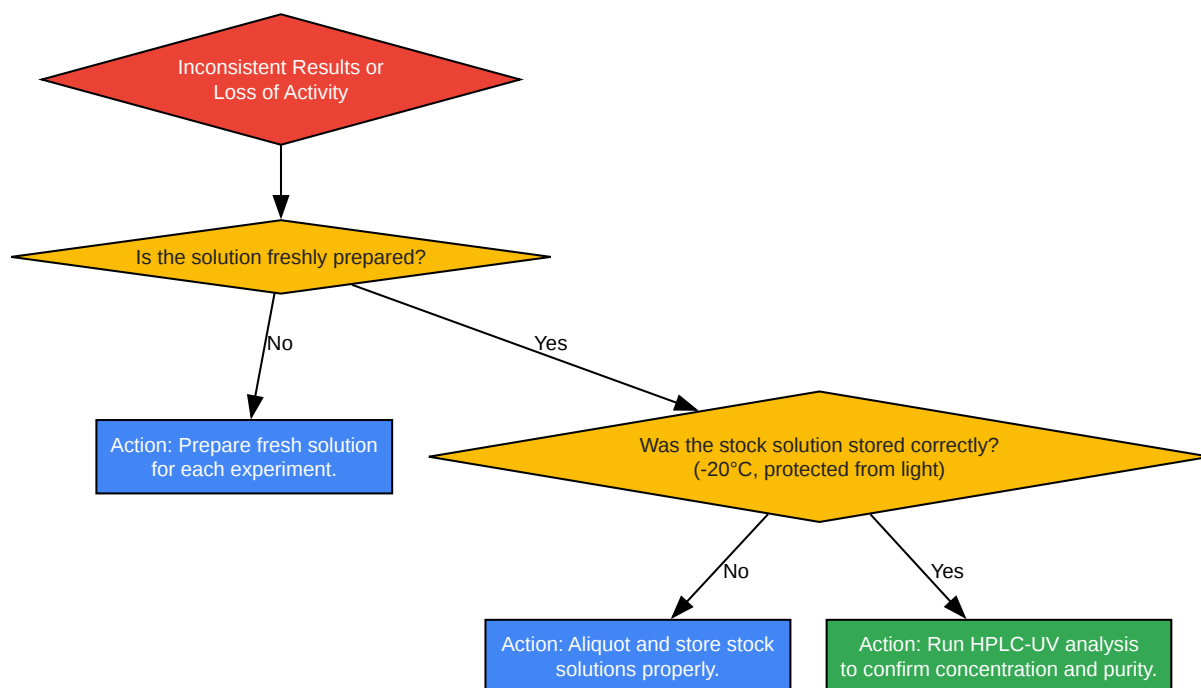 Inconsistent Results or
Loss of Activity
Is the solution freshly prepared?
No
Yes
Action: Prepare fresh solution
for each experiment.
Was the stock solution stored correctly?
(-20°C, protected from light)
No
Yes
Action: Aliquot and store stock
solutions properly.
Action: Run HPLC-UV analysis
to confirm concentration and purity.